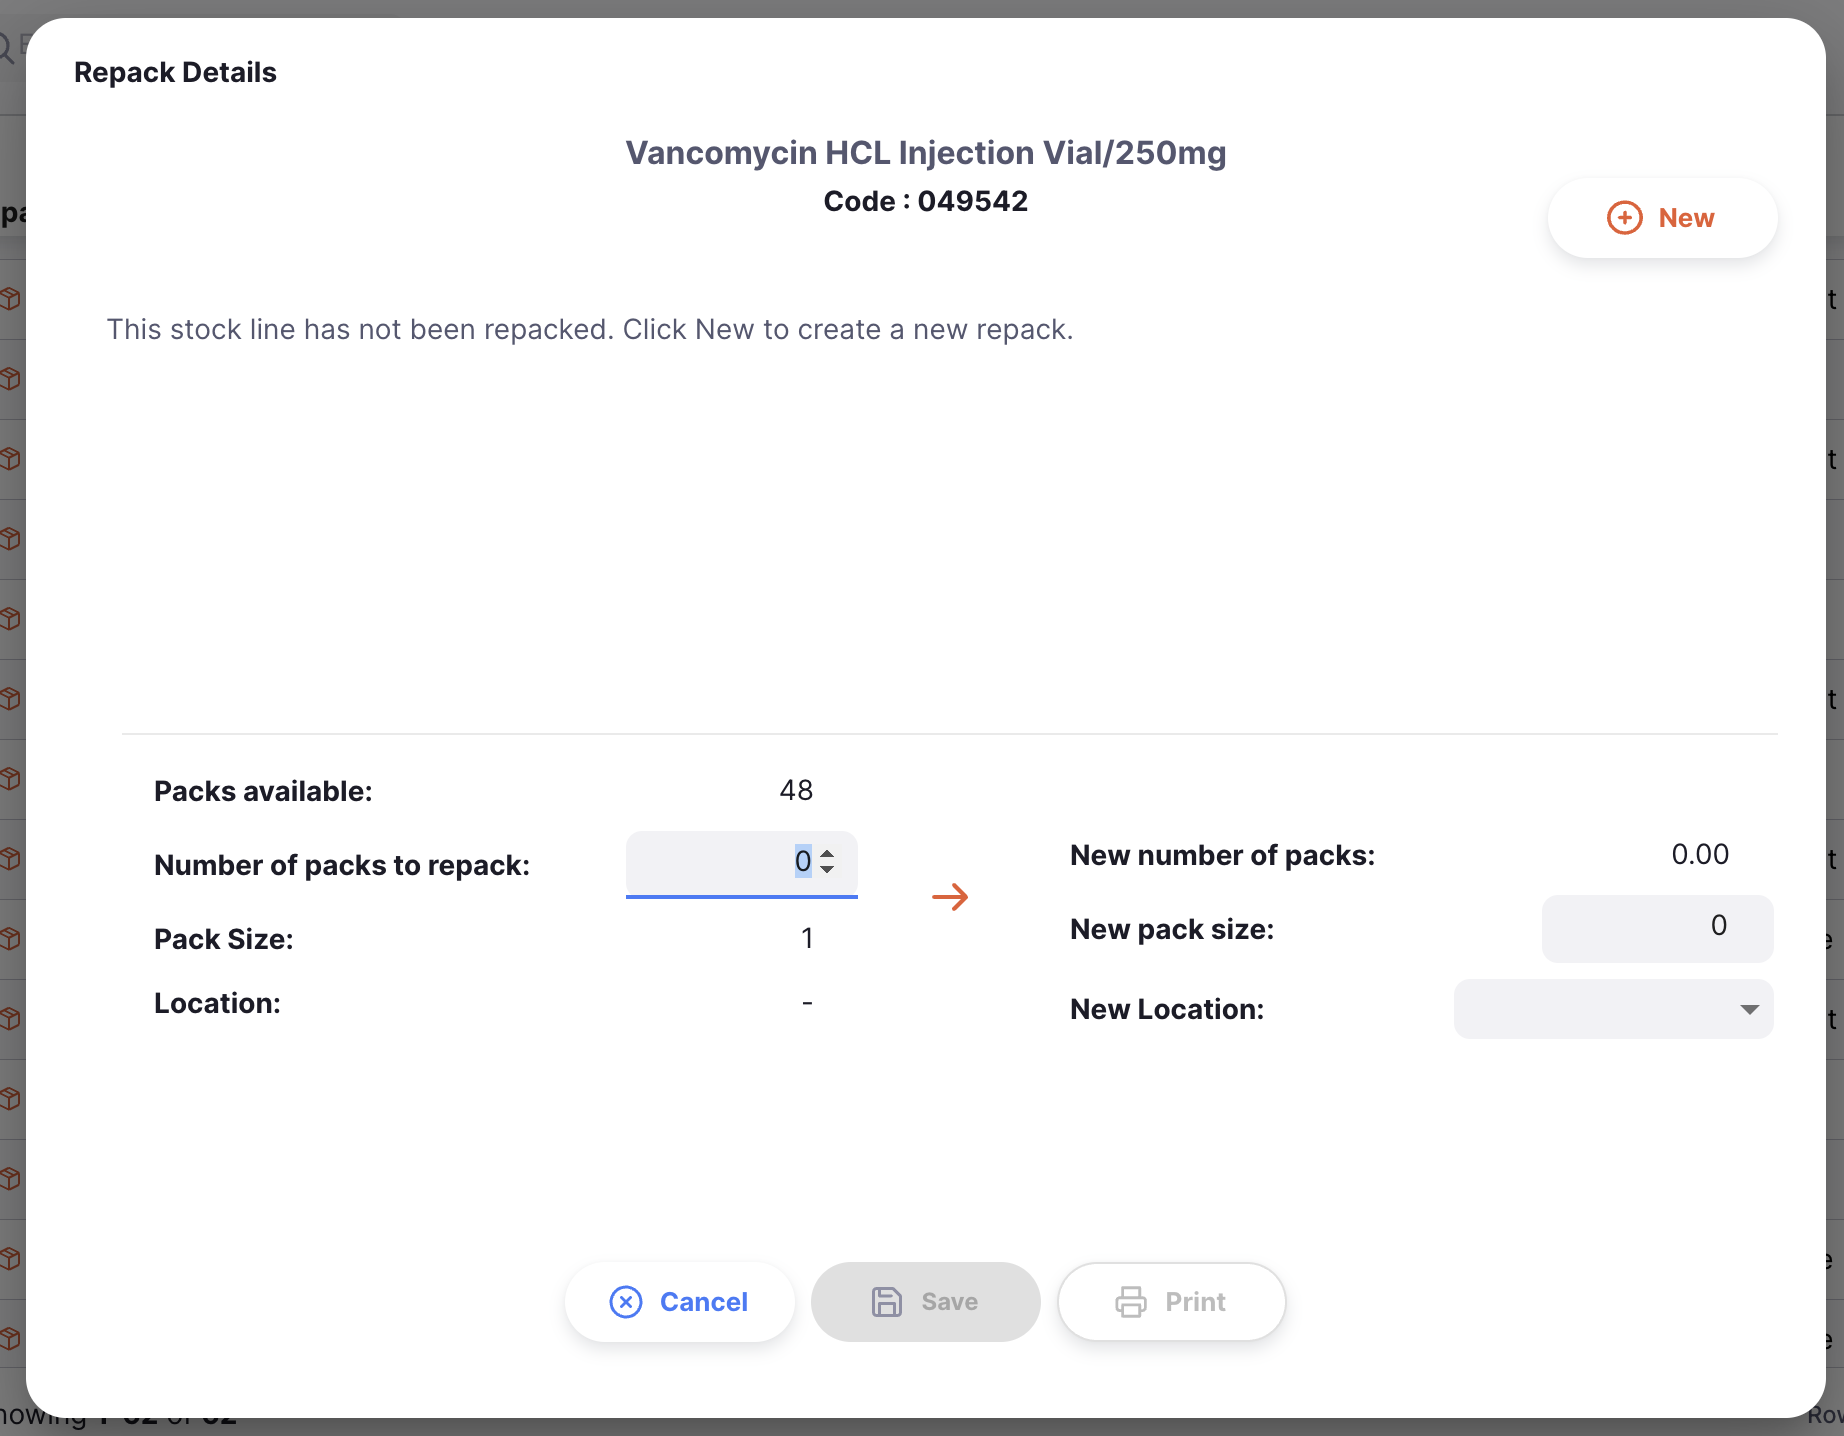 Repack Details
Vancomycin HCL Injection Vial/250mg
Code : 049542
New
This stock line has not been repacked. Click New to create a new repack.
Packs available: 48
Number of packs to repack: 0
Pack Size: 1
Location: -
New number of packs: 0.00
New pack size: 0
New Location:
Cancel
Save
Print